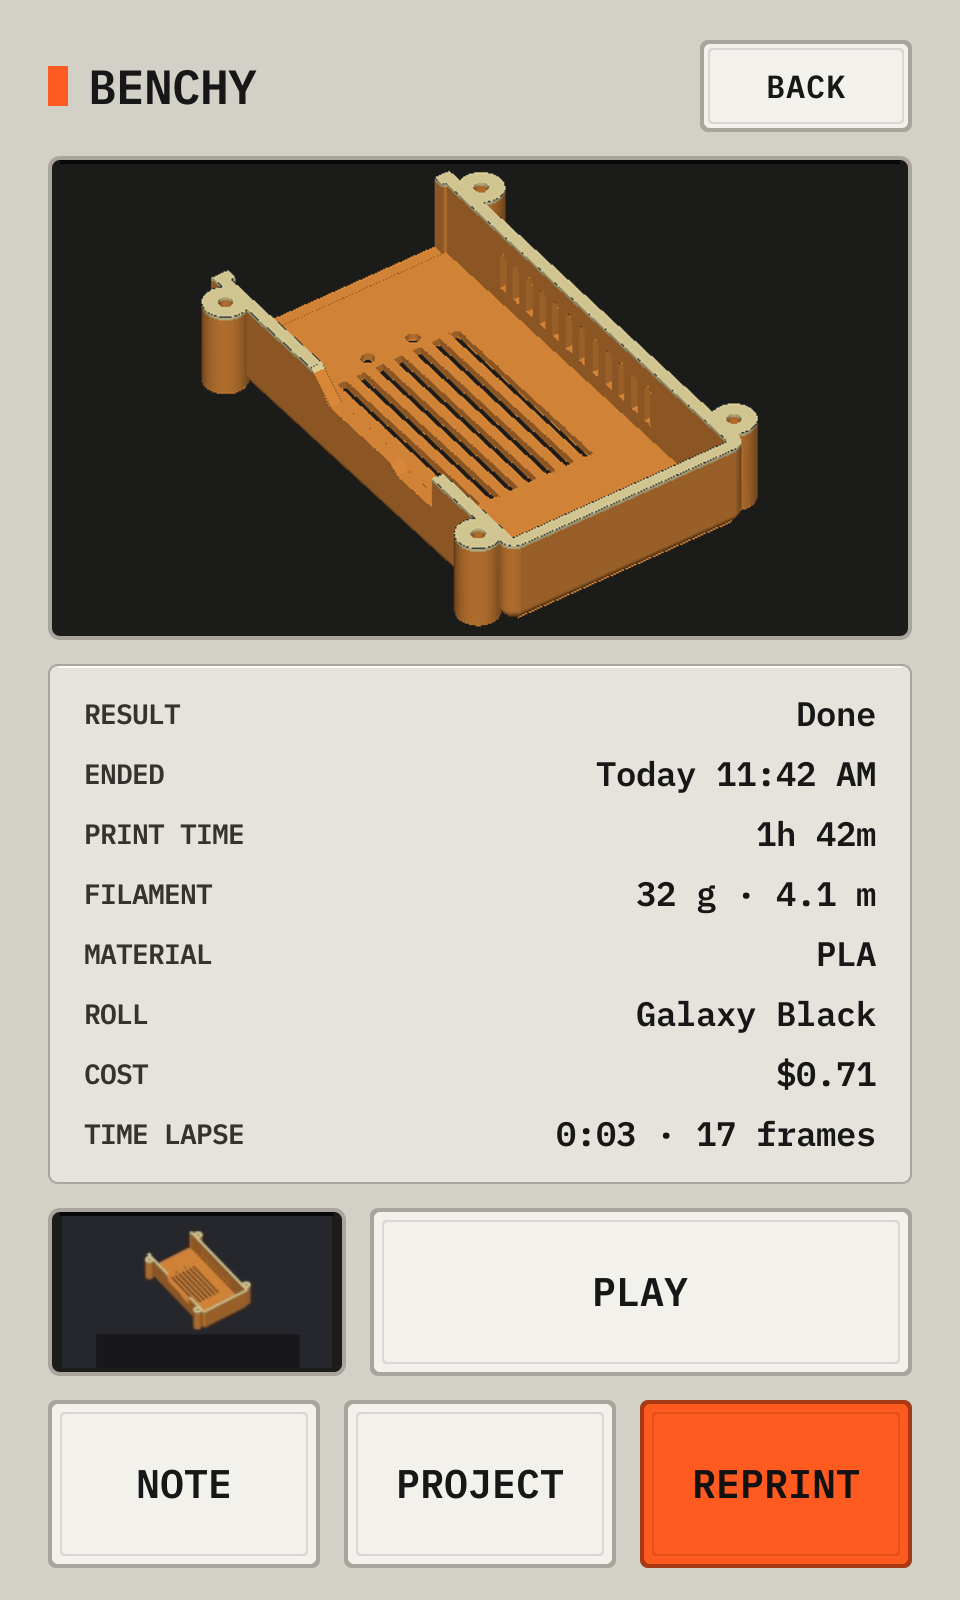 BENCHY
BACK
RESULT Done
ENDED Today 11:42 AM
PRINT TIME 1h 42m
FILAMENT 32 g · 4.1 m
MATERIAL PLA
ROLL Galaxy Black
COST $0.71
TIME LAPSE 0:03 · 17 frames
PLAY
NOTE PROJECT REPRINT